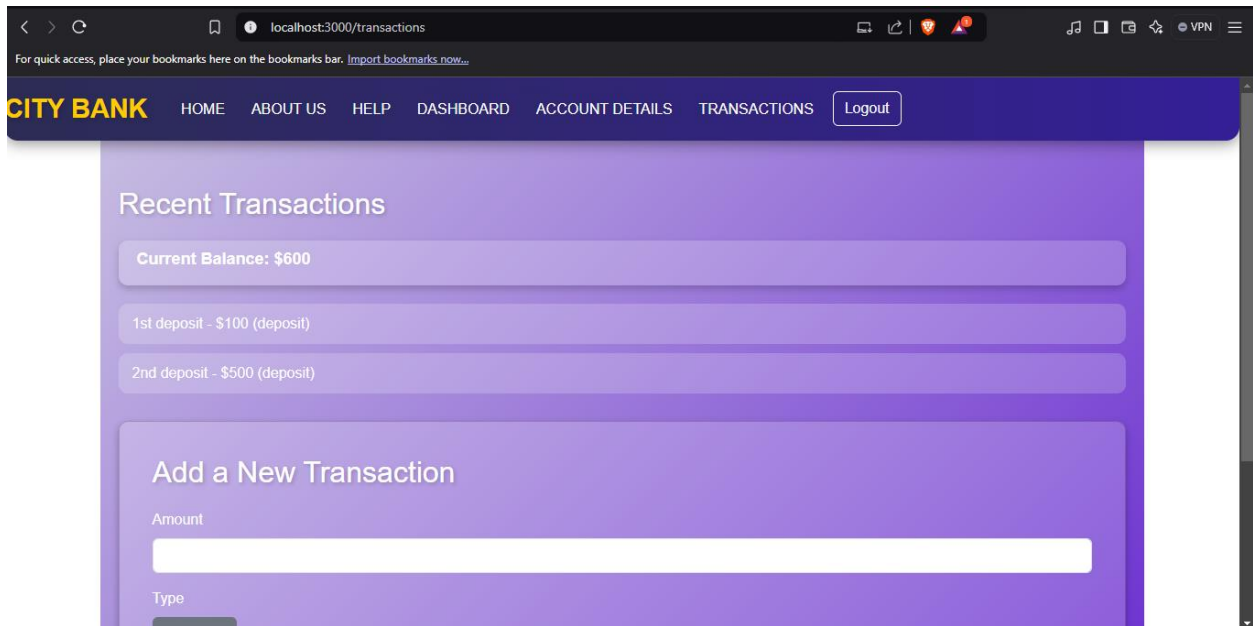 localhost:3000/transactions
VPN
For quick access, place your bookmarks here on the bookmarks bar. Import bookmarks now...
CITY BANK HOME ABOUT US HELP DASHBOARD ACCOUNT DETAILS TRANSACTIONS Logout
Recent Transactions
Current Balance: $600
1st deposit - $100 (deposit)
2nd deposit - $500 (deposit)
Add a New Transaction
Amount
Type